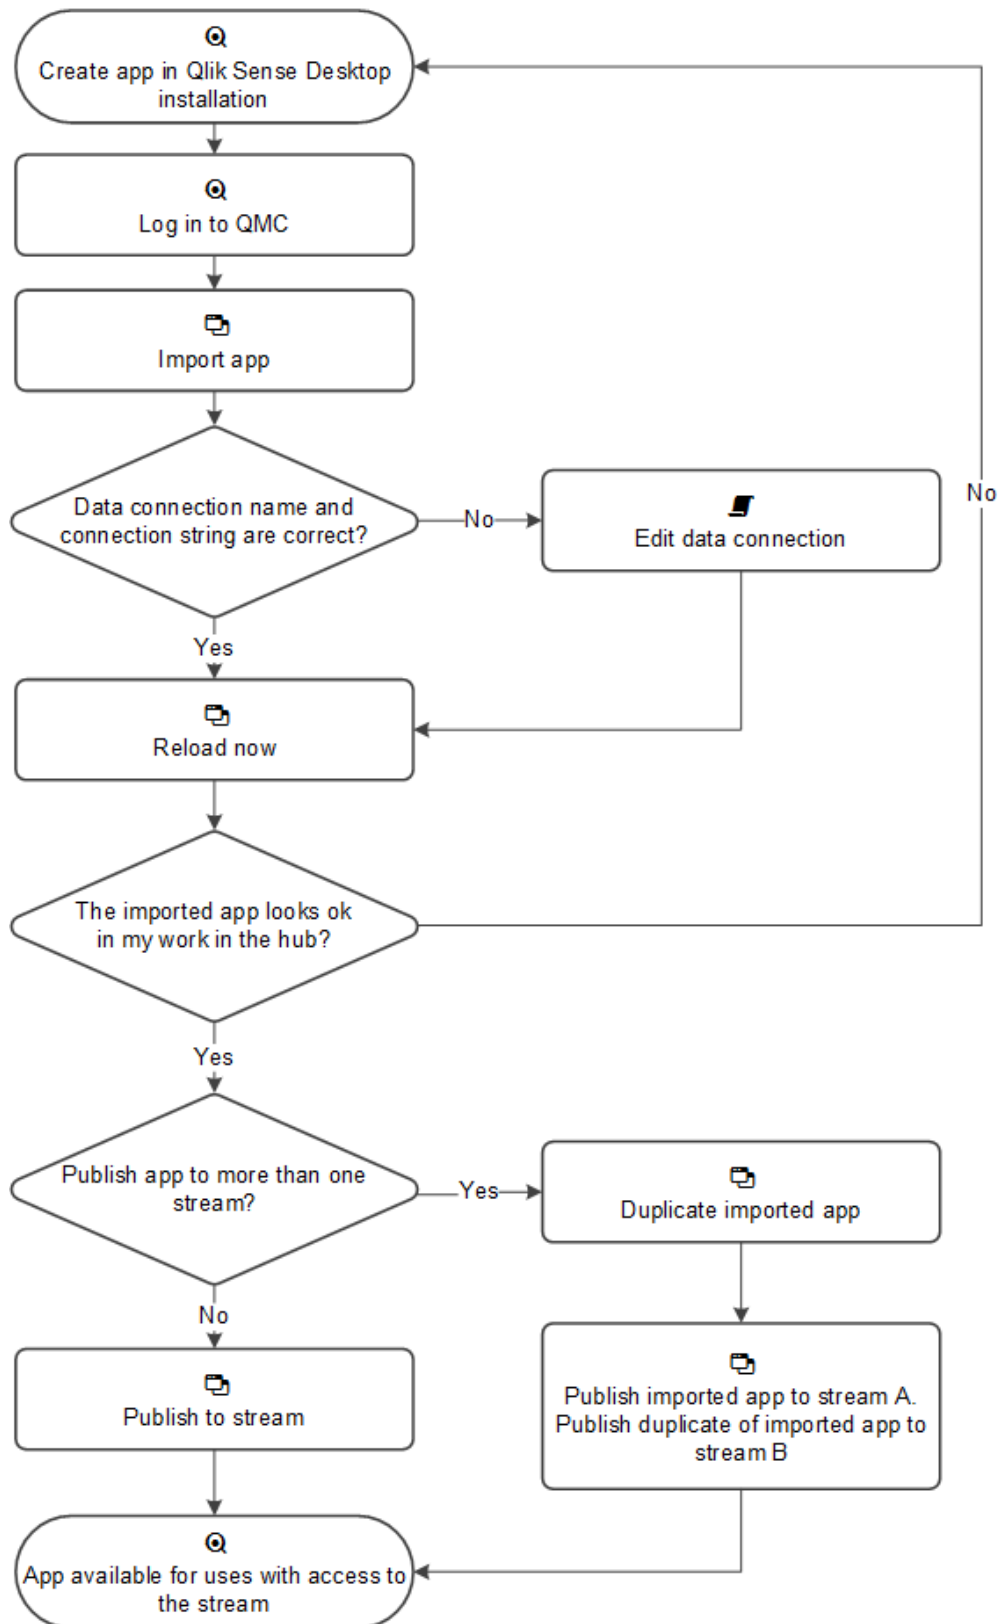 Create app in Qlik Sense Desktop
installation
Log in to QMC
Import app
Data connection name and
connection string are correct?
No
Edit data connection
No
Yes
Reload now
The imported app looks ok
in my work in the hub?
Yes
Publish app to more than one
stream?
Yes
Duplicate imported app
No
Publish to stream
Publish imported app to stream A.
Publish duplicate of imported app to
stream B
App available for uses with access to
the stream